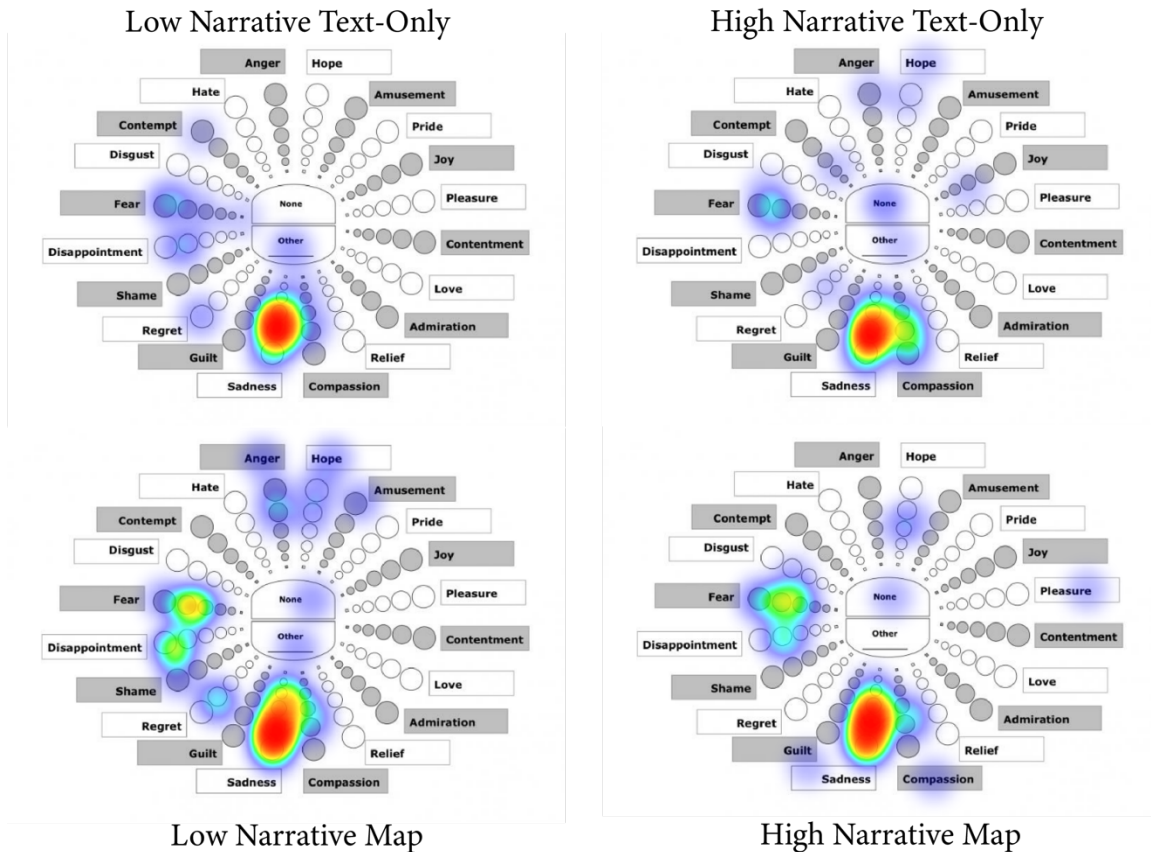 Low Narrative Text-Only
Anger
Hope
Hate
Amusement
Contempt
Pride
Disgust
Joy
Fear
None
Pleasure
Disappointment
Other
Contentment
Shame
Love
Regret
Admiration
Guilt
Relief
Sadness
Compassion
High Narrative Text-Only
Anger
Hope
Hate
Amusement
Contempt
Pride
Disgust
Joy
Fear
None
Pleasure
Disappointment
Other
Contentment
Shame
Love
Regret
Admiration
Guilt
Relief
Sadness
Compassion
Anger
Hope
Hate
Amusement
Contempt
Pride
Disgust
Joy
Fear
None
Pleasure
Disappointment
Other
Contentment
Shame
Love
Regret
Admiration
Guilt
Relief
Sadness
Compassion
Low Narrative Map
Anger
Hope
Hate
Amusement
Contempt
Pride
Disgust
Joy
Fear
None
Pleasure
Disappointment
Other
Contentment
Shame
Love
Regret
Admiration
Guilt
Relief
Sadness
Compassion
High Narrative Map